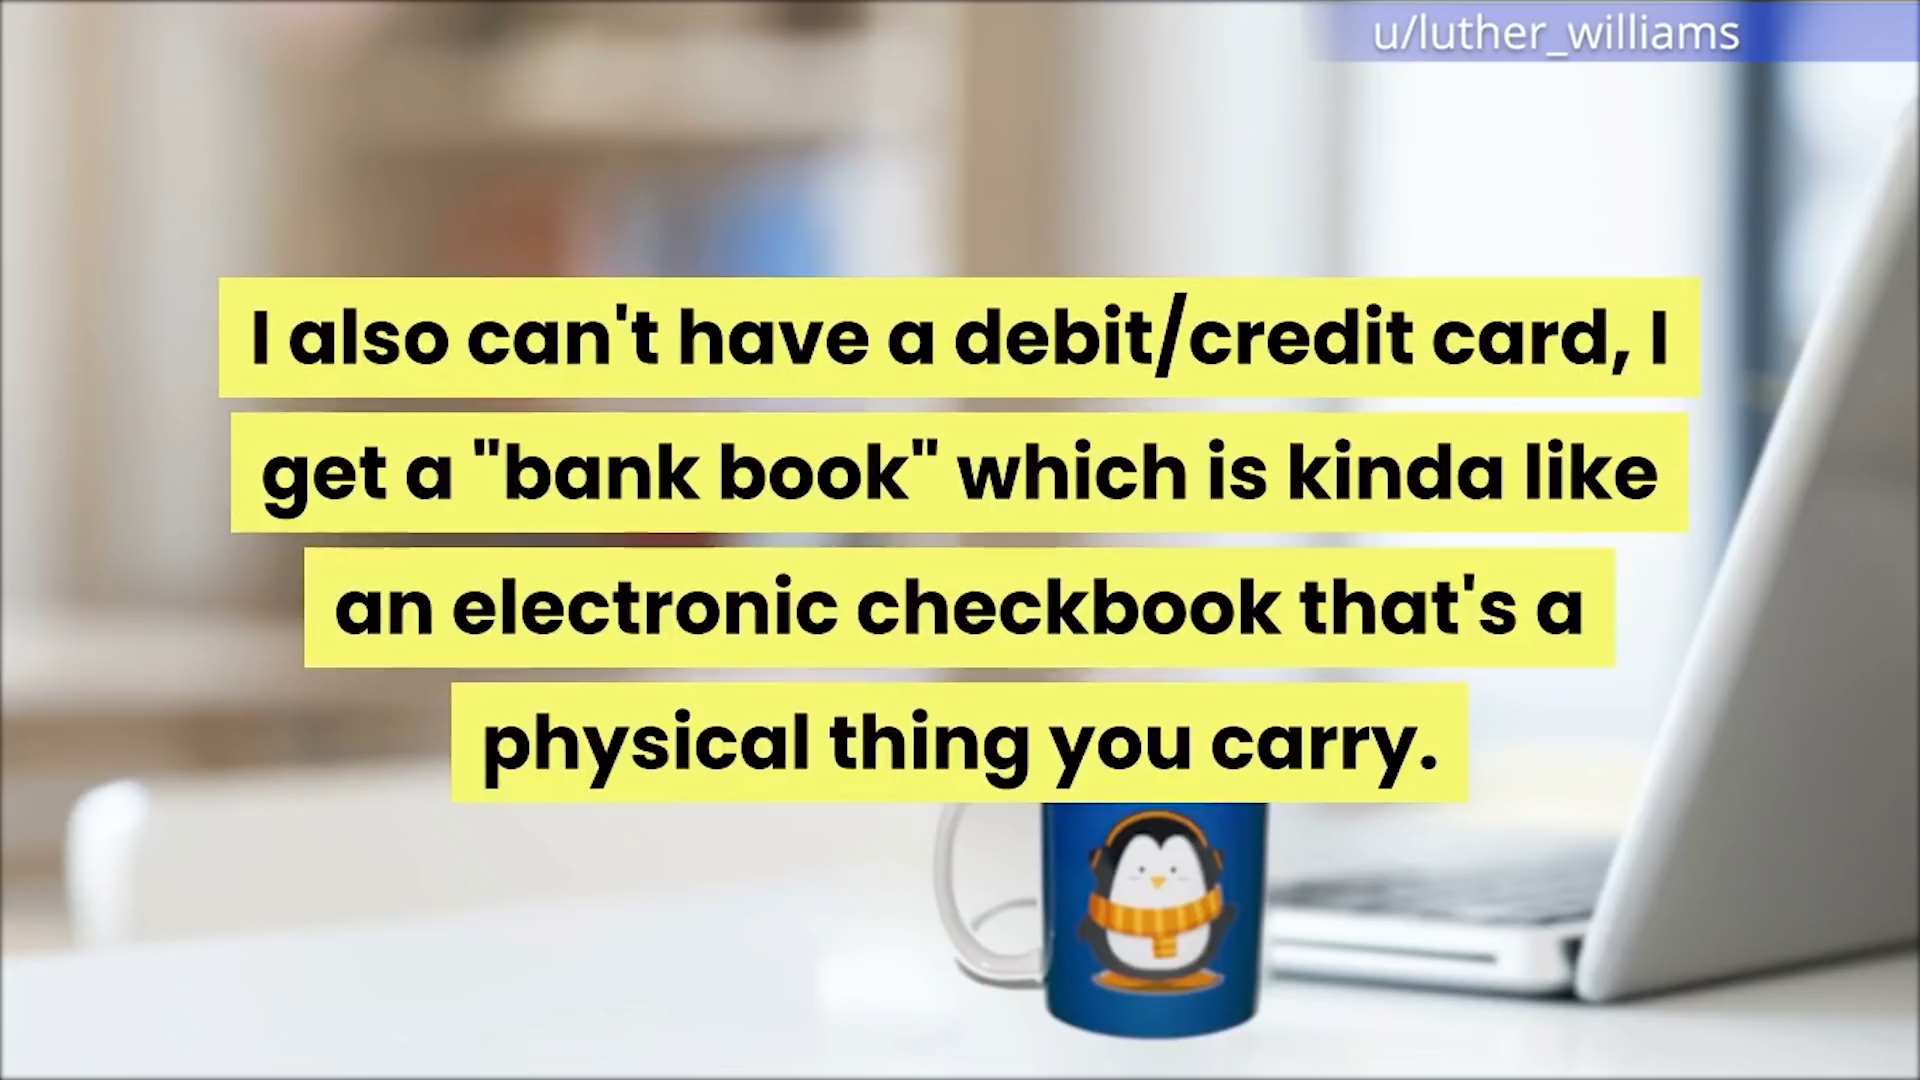 u/luther_williams
I also can't have a debit/credit card, I
get a "bank book" which is kinda like
an electronic checkbook that's a
physical thing you carry.